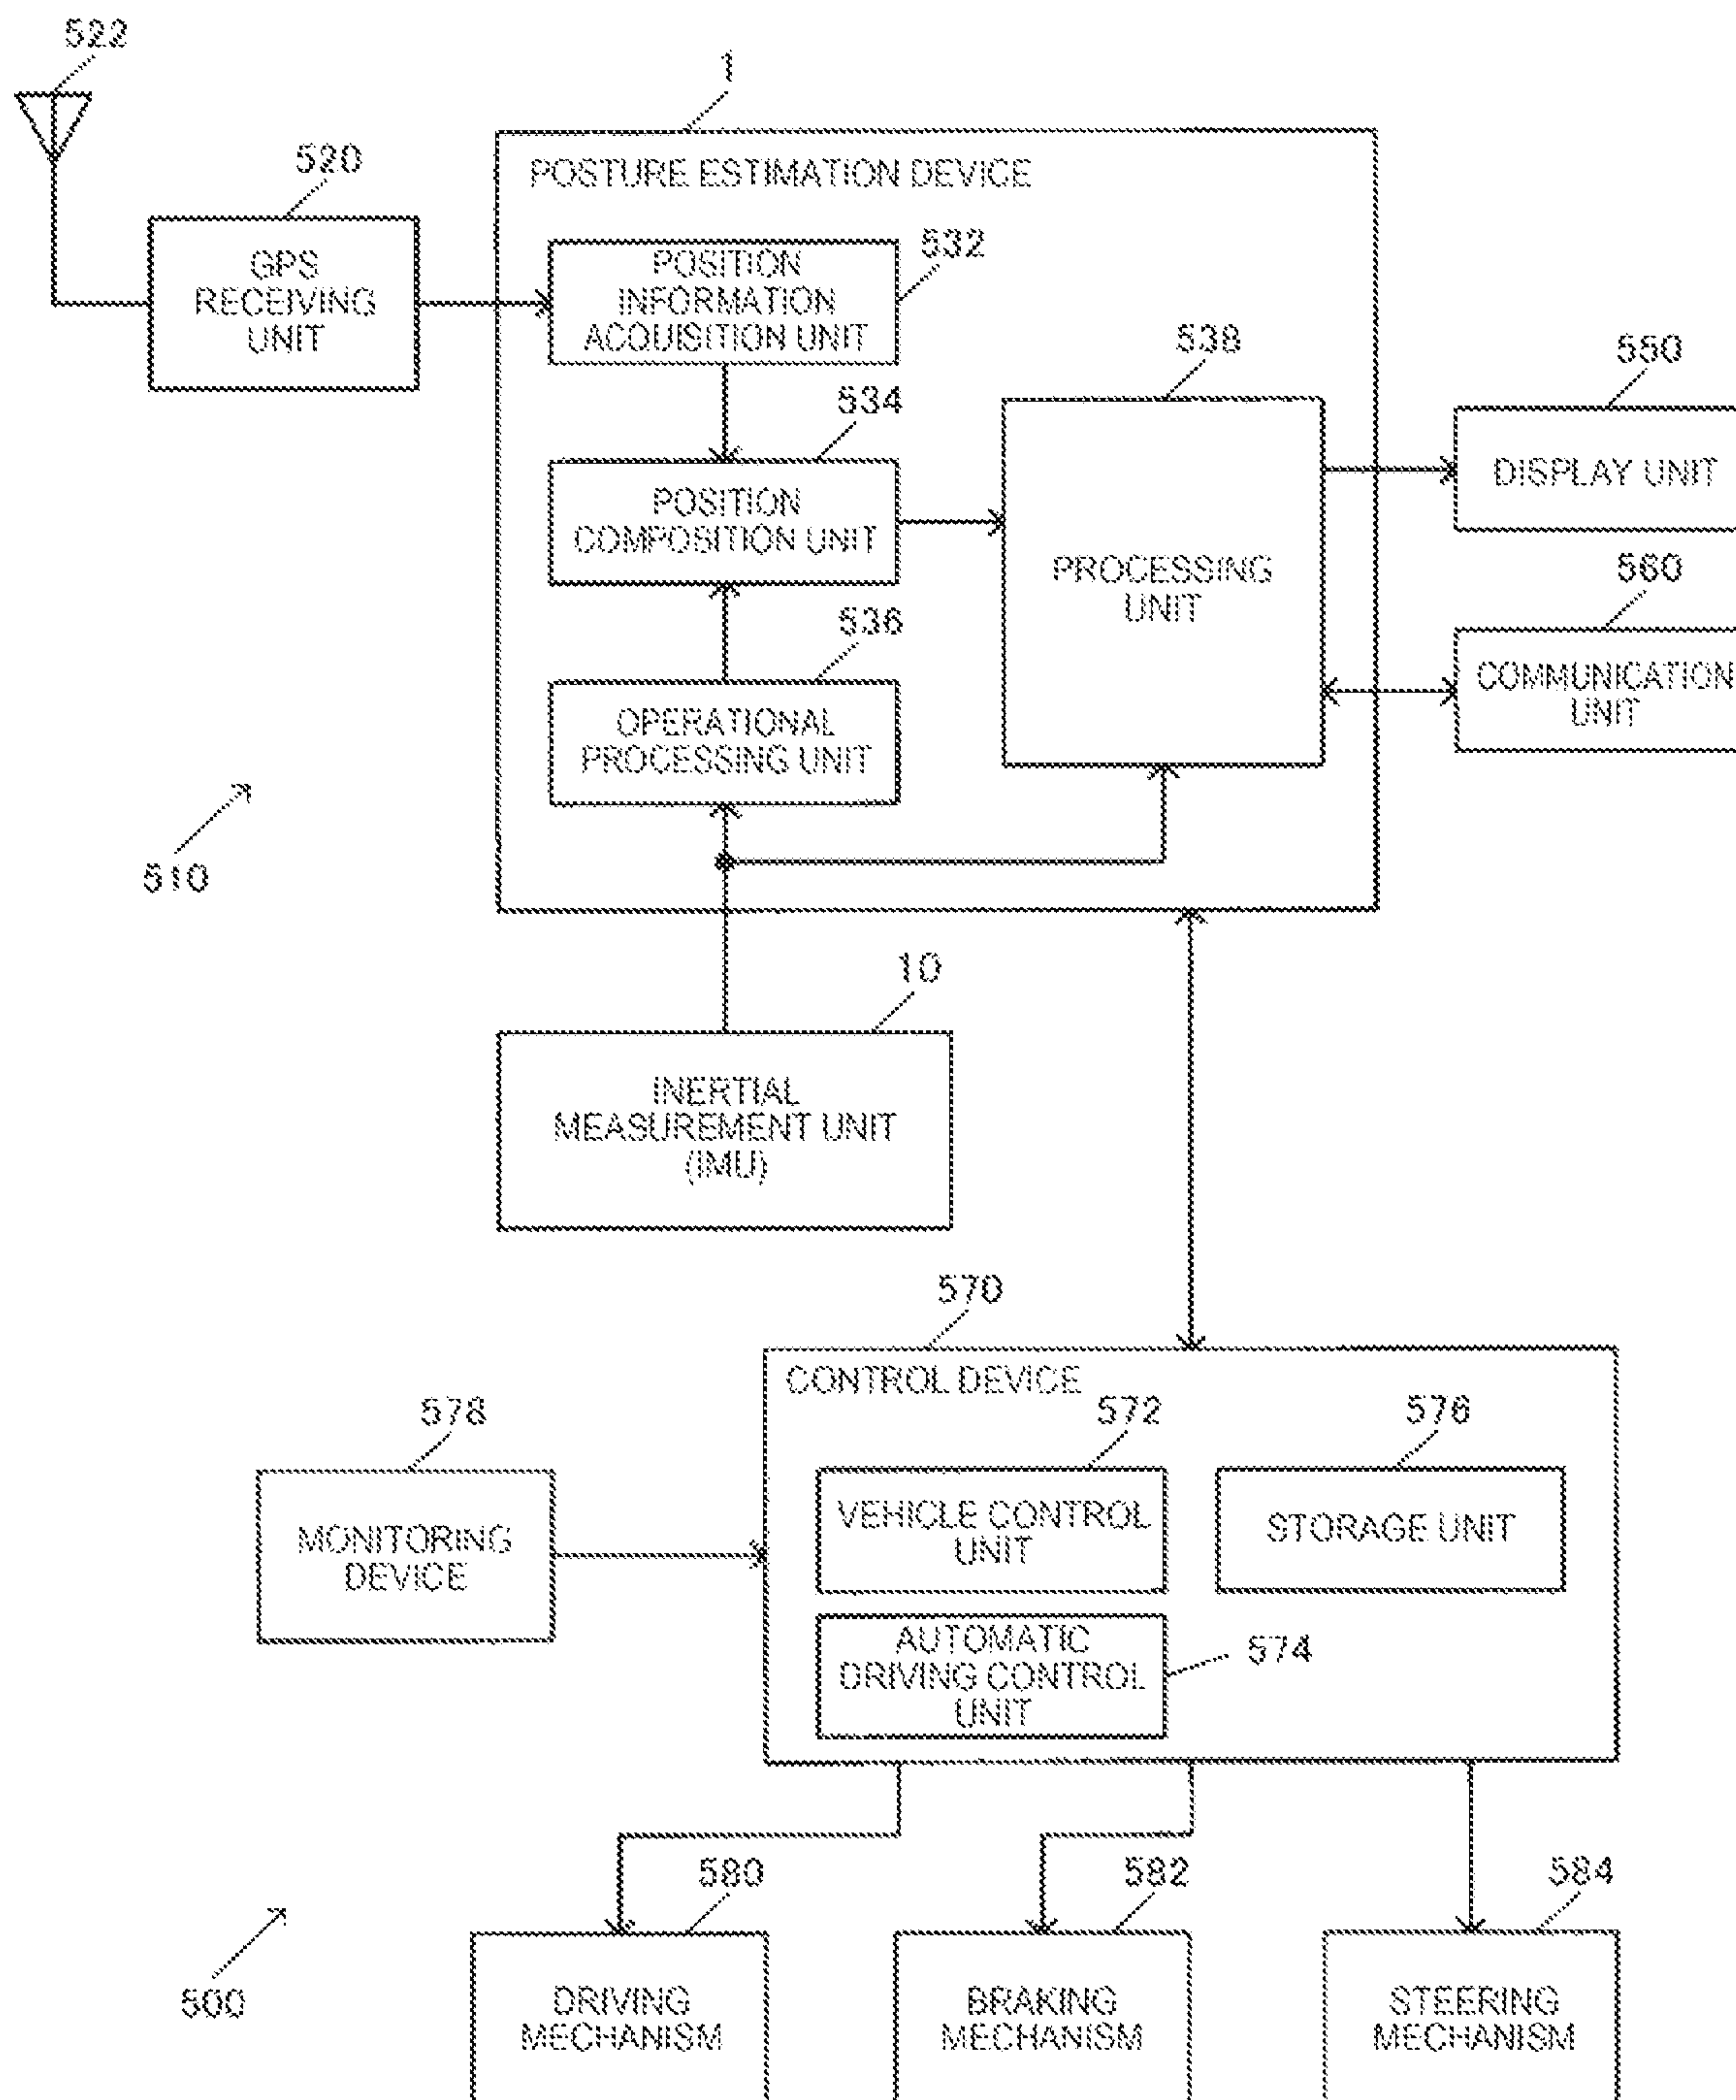 522
1
520
POSTURE ESTIMATION DEVICE
GPS
RECEIVING
UNIT
POSITION
INFORMATION
ACQUISITION UNIT
532
538
550
534
POSITION
COMPOSITION UNIT
DISPLAY UNIT
PROCESSING
UNIT
560
536
COMMUNICATION
UNIT
OPERATIONAL
PROCESSING UNIT
510
10
INERTIAL
MEASUREMENT UNIT
(IMU)
570
CONTROL DEVICE
578
572
576
MONITORING
DEVICE
VEHICLE CONTROL
UNIT
STORAGE UNIT
AUTOMATIC
DRIVING CONTROL
UNIT
574
580
582
584
500
DRIVING
MECHANISM
BRAKING
MECHANISM
STEERING
MECHANISM